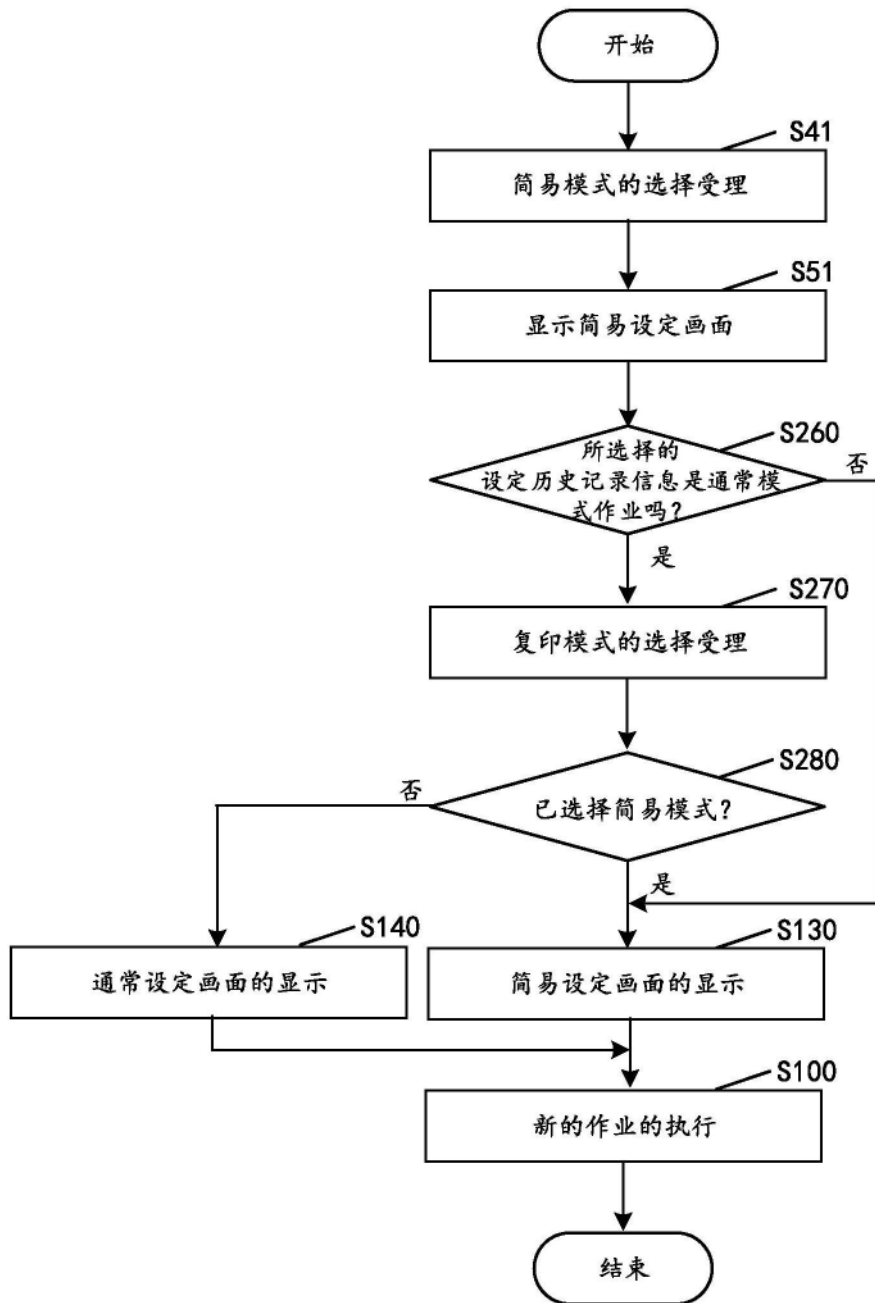 开始
S41
简易模式的选择受理
S51
显示简易设定画面
S260
所选择的
设定历史记录信息是通常模
式作业吗?
否
是
S270
复印模式的选择受理
S280
已选择简易模式?
否
是
S140
通常设定画面的显示
S130
简易设定画面的显示
S100
新的作业的执行
结束